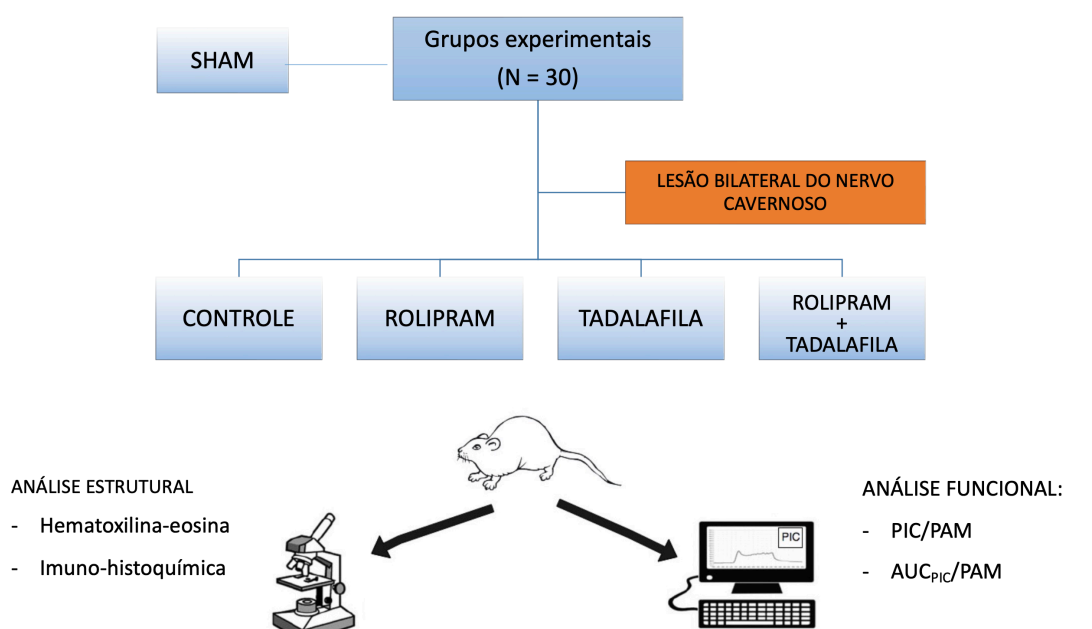 SHAM
Grupos experimentais
(N = 30)
LESÃO BILATERAL DO NERVO
CAVERNOSO
CONTROLE
ROLIPRAM
TADALAFILA
ROLIPRAM
+
TADALAFILA
ANÁLISE ESTRUTURAL
- Hematoxilina-eosina
- Imuno-histoquímica
ANÁLISE FUNCIONAL:
- PIC/PAM
- AUCPIC/PAM
PIC